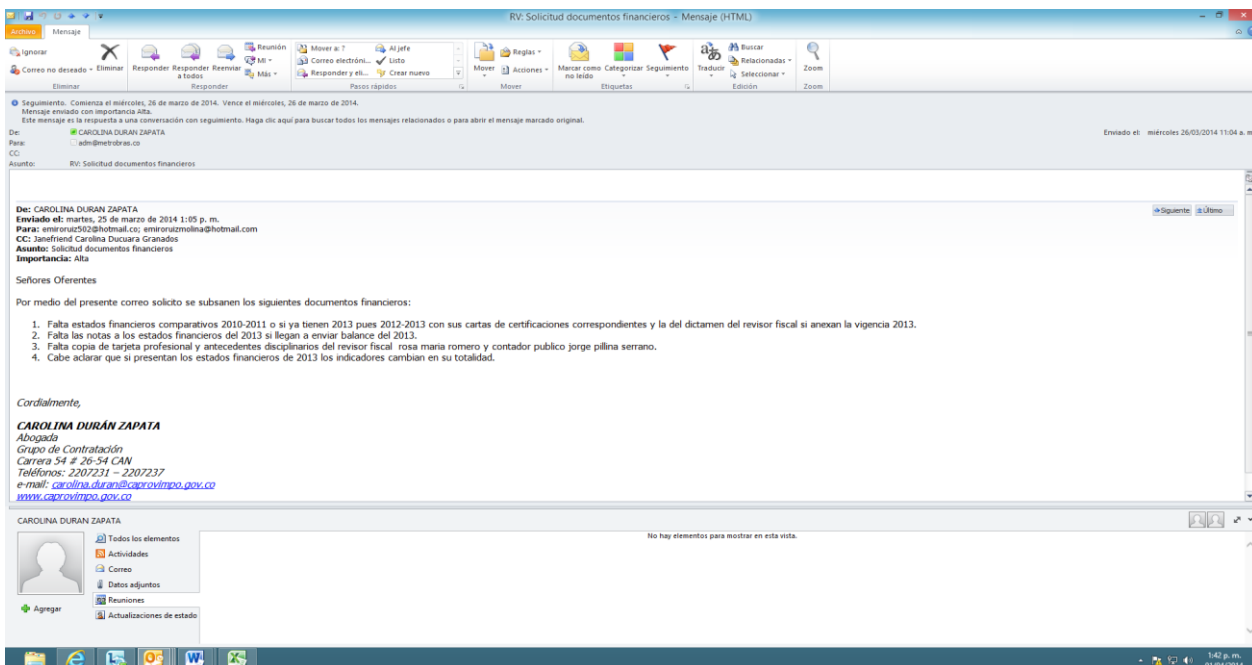 RV: Solicitud documentos financieros - Mensaje (HTML)
Archivo Mensaje
Ignorar
Correo no deseado
Eliminar
Responder
Responder a todos
Reenviar
Reunión
MI
Más
Mover a: ?
Al jefe
Correo electróni...
Listo
Responder y eli...
Crear nuevo
Mover
Reglas
Acciones
Marcar como no leído
Categorizar
Seguimiento
Traducir
Buscar
Relacionadas
Seleccionar
Zoom
Eliminar Responder Pasos rápidos Mover Etiquetas Edición Zoom
Seguimiento. Comienza el miércoles, 26 de marzo de 2014. Vence el miércoles, 26 de marzo de 2014.
Mensaje enviado con importancia Alta.
Este mensaje es la respuesta a una conversación con seguimiento. Haga clic aquí para buscar todos los mensajes relacionados o para abrir el mensaje marcado original.
De: CAROLINA DURAN ZAPATA Enviado el: miércoles 26/03/2014 11:04 a. m
Para: adm@metrobras.co
CC:
Asunto: RV: Solicitud documentos financieros
De: CAROLINA DURAN ZAPATA
Siguiente Último
Enviado el: martes, 25 de marzo de 2014 1:05 p. m.
Para: emiroruiz502@hotmail.co; emiroruizmolina@hotmail.com
CC: Janefriend Carolina Ducuara Granados
Asunto: Solicitud documentos financieros
Importancia: Alta
Señores Oferentes
Por medio del presente correo solicito se subsanen los siguientes documentos financieros:
1. Falta estados financieros comparativos 2010-2011 o si ya tienen 2013 pues 2012-2013 con sus cartas de certificaciones correspondientes y la del dictamen del revisor fiscal si anexan la vigencia 2013.
2. Falta las notas a los estados financieros del 2013 si llegan a enviar balance del 2013.
3. Falta copia de tarjeta profesional y antecedentes disciplinarios del revisor fiscal rosa maria romero y contador publico jorge pillina serrano.
4. Cabe aclarar que si presentan los estados financieros de 2013 los indicadores cambian en su totalidad.
Cordialmente,
CAROLINA DURÁN ZAPATA
Abogada
Grupo de Contratación
Carrera 54 # 26-54 CAN
Teléfonos: 2207231 – 2207237
e-mail: carolina.duran@caprovimpo.gov.co
www.caprovimpo.gov.co
CAROLINA DURAN ZAPATA
Todos los elementos
No hay elementos para mostrar en esta vista.
Actividades
Correo
Datos adjuntos
Reuniones
Actualizaciones de estado
Agregar
1:42 p. m.
01/04/2014